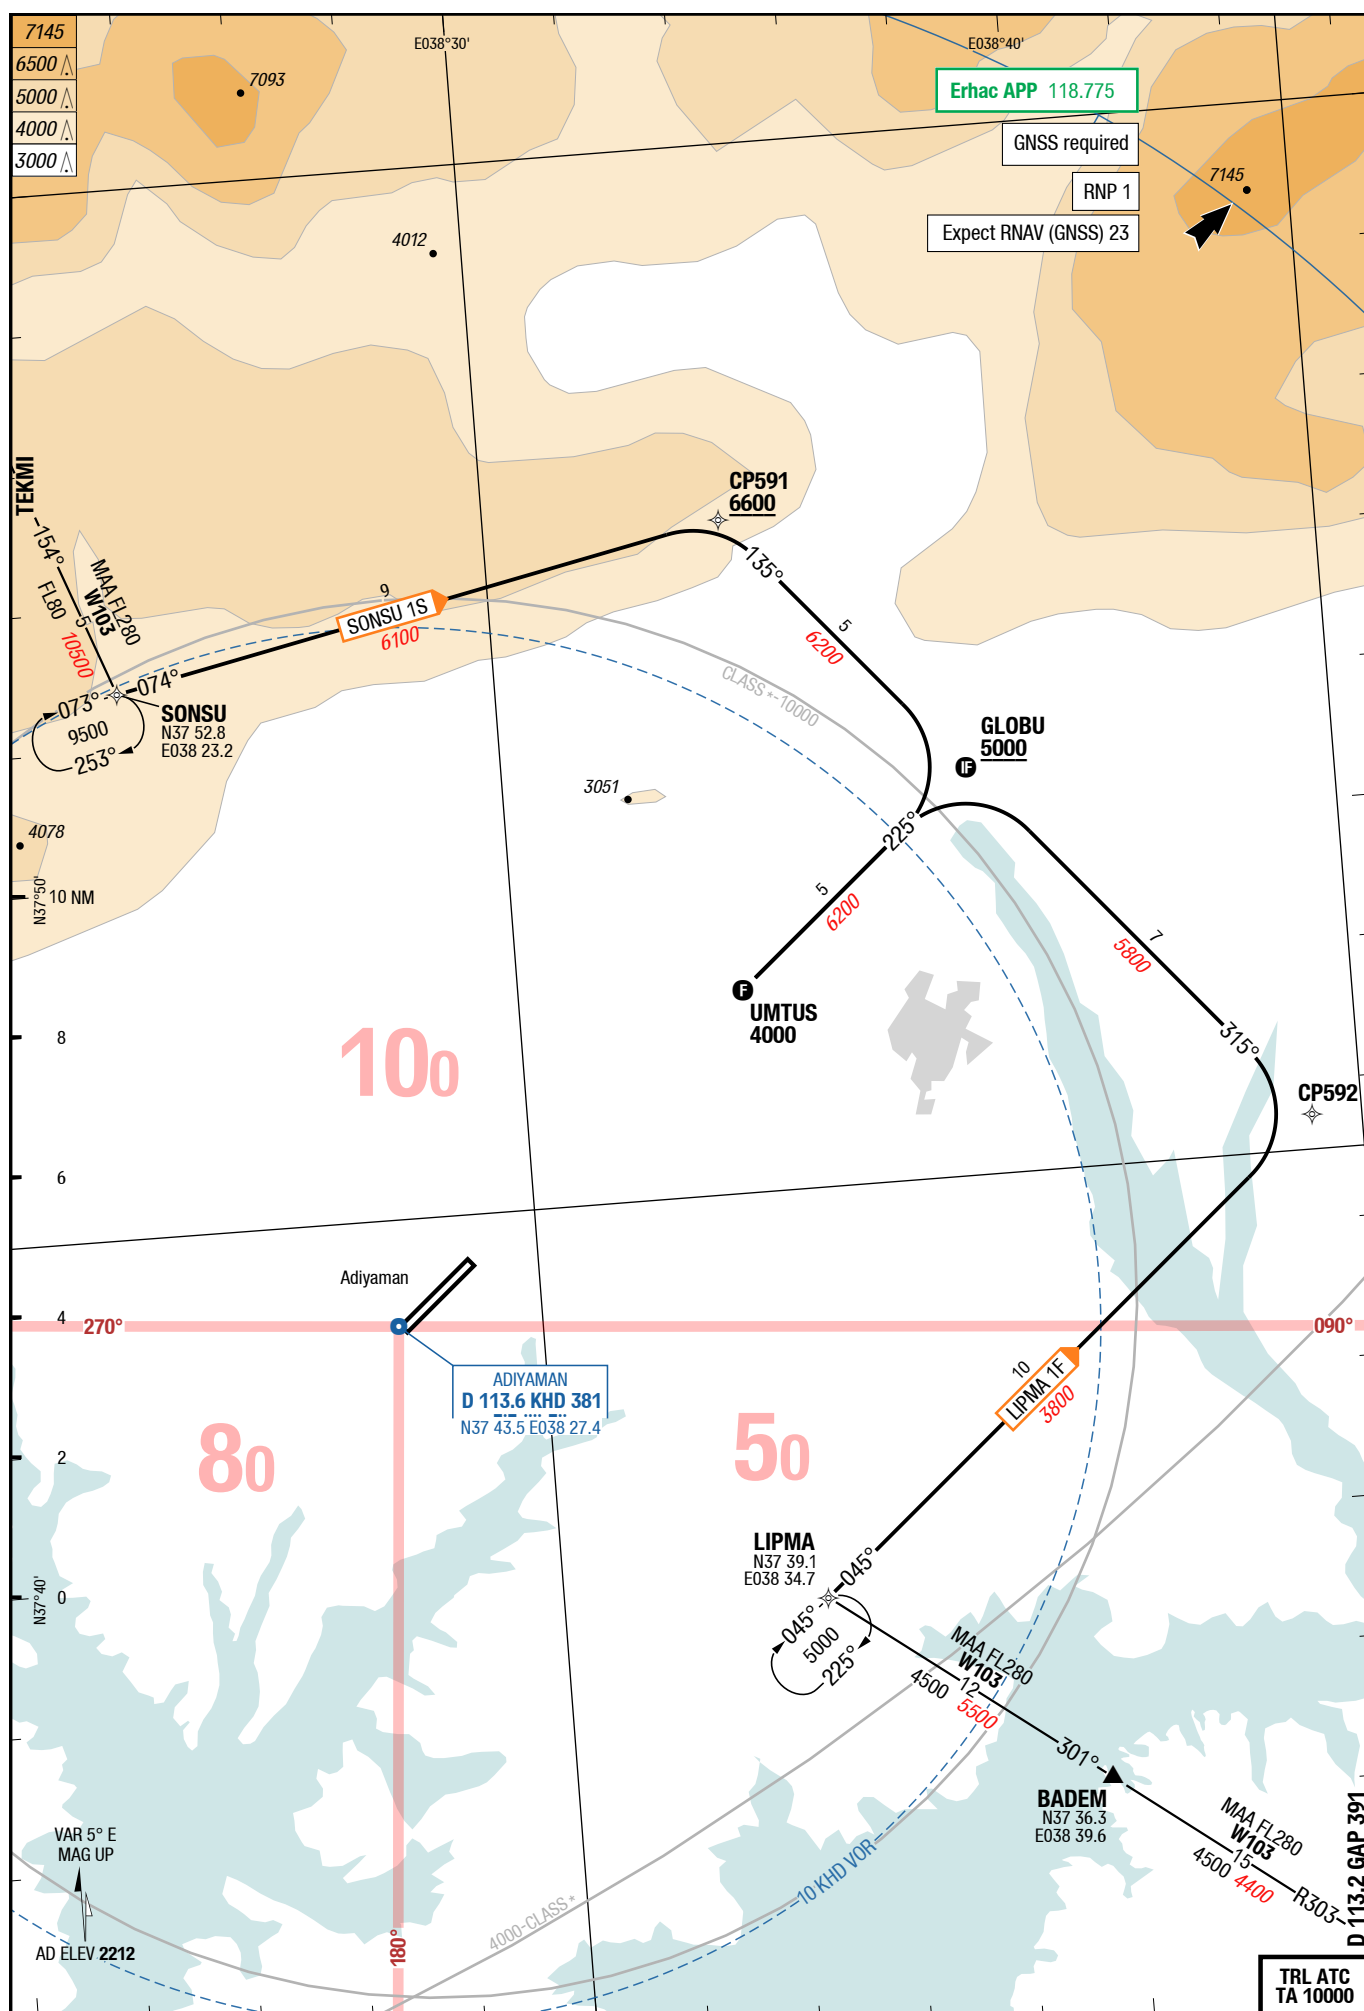 7145
6500
5000
4000
3000
E038°30'
E038°40'
7093
Erhac APP 118.775
GNSS required
RNP 1
Expect RNAV (GNSS) 23
7145
4012
TEKMI
154°
FL80
5
10500
MAA FL280
W103
CP591
6600
135°
9
SONSU 1S
6100
5
6200
074°
073°
9500
253°
SONSU
N37 52.8
E038 23.2
CLASS *-10000
GLOBU
5000
IF
3051
4078
225°
N37°50'
10 NM
5
6200
7
5800
F
UMTUS
4000
315°
8
100
CP592
6
Adiyaman
4
270°
090°
ADIYAMAN
D 113.6 KHD 381
N37 43.5 E038 27.4
10
LIPMA 1F
3800
80
50
2
LIPMA
N37 39.1
E038 34.7
045°
N37°40'
0
045°
5000
225°
MAA FL280
W103
4500
12
5500
301°
BADEM
N37 36.3
E038 39.6
MAA FL280
W103
4500
15
4400
R303
D 113.2 GAP 391
VAR 5° E
MAG UP
10 KHD VOR
4000-CLASS *
180°
AD ELEV 2212
TRL ATC
TA 10000